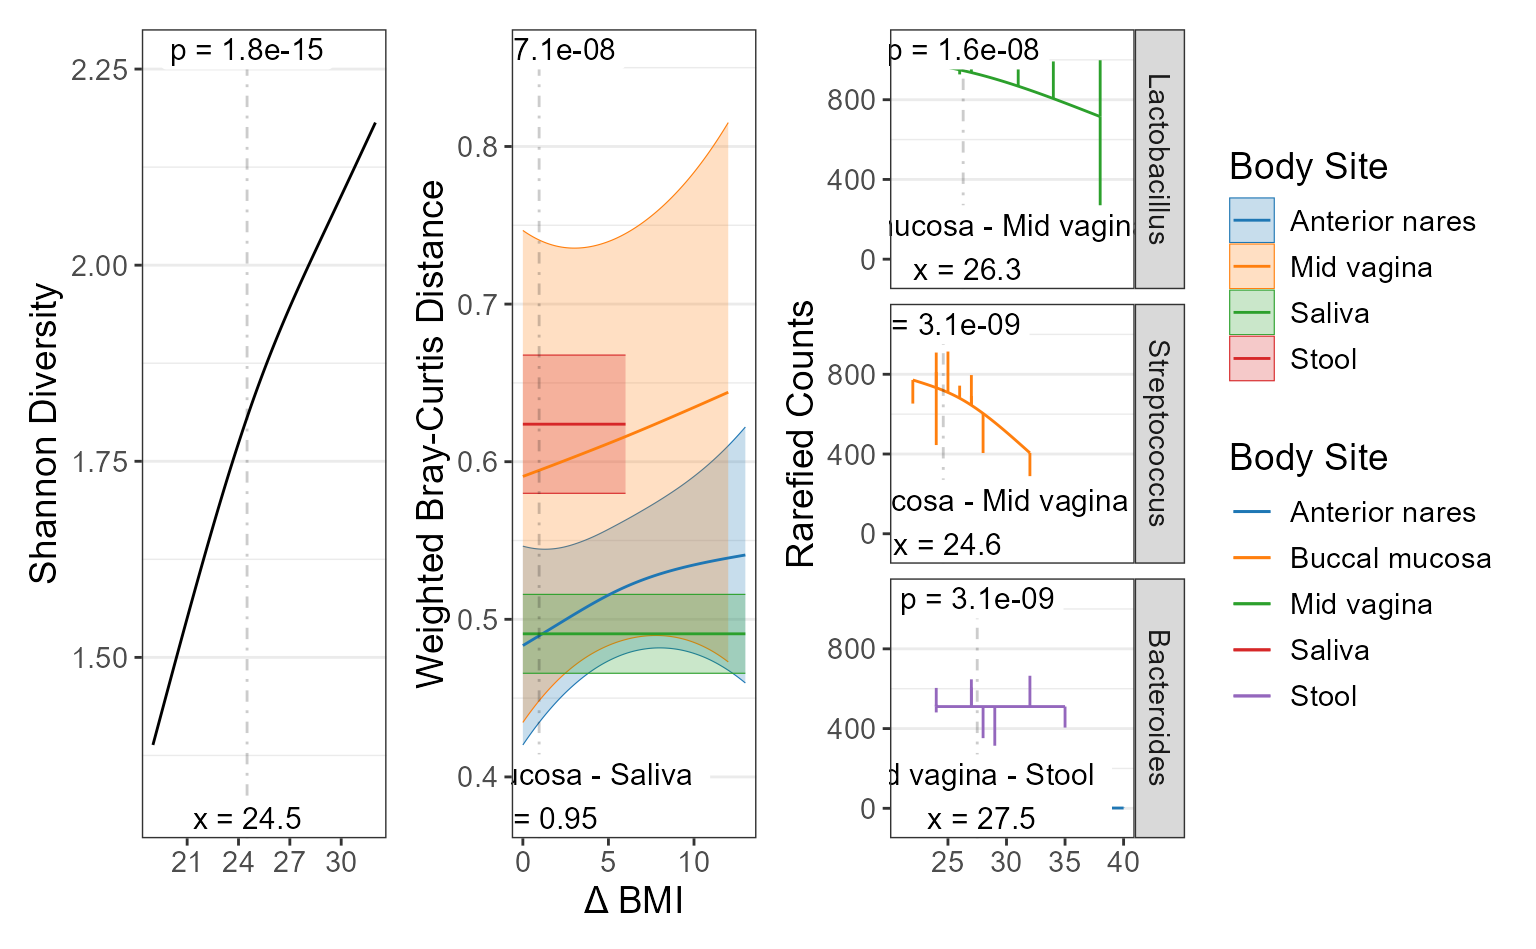 p = 1.8e-15
2.25
2.00
1.75
1.50
Shannon Diversity
x = 24.5
21 24 27 30
7.1e-08
0.8
0.7
0.6
0.5
0.4
Weighted Bray-Curtis Distance
ucosa - Saliva
= 0.95
0 5 10
Δ BMI
Rarefied Counts
p = 1.6e-08
800
400
0
ucosa - Mid vagin
x = 26.3
Lactobacillus
= 3.1e-09
800
400
0
cosa - Mid vagina
x = 24.6
Streptococcus
p = 3.1e-09
800
400
0
d vagina - Stool
x = 27.5
Bacteroides
25 30 35 40
Body Site
Anterior nares
Mid vagina
Saliva
Stool
Body Site
Anterior nares
Buccal mucosa
Mid vagina
Saliva
Stool